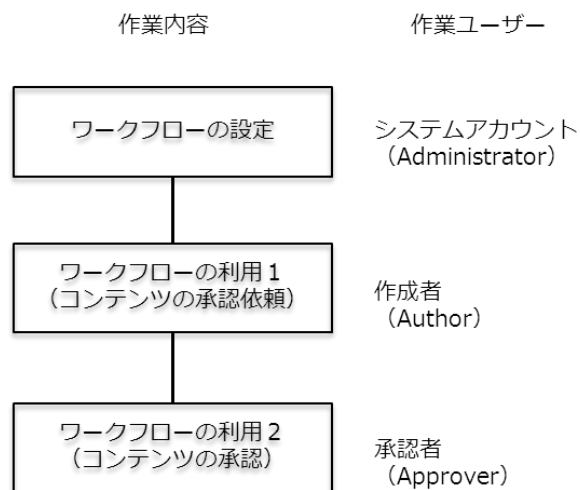 作業内容
作業ユーザー
ワークフローの設定
システムアカウント
（Administrator）
ワークフローの利用１
（コンテンツの承認依頼）
作成者
（Author）
ワークフローの利用２
（コンテンツの承認）
承認者
（Approver）